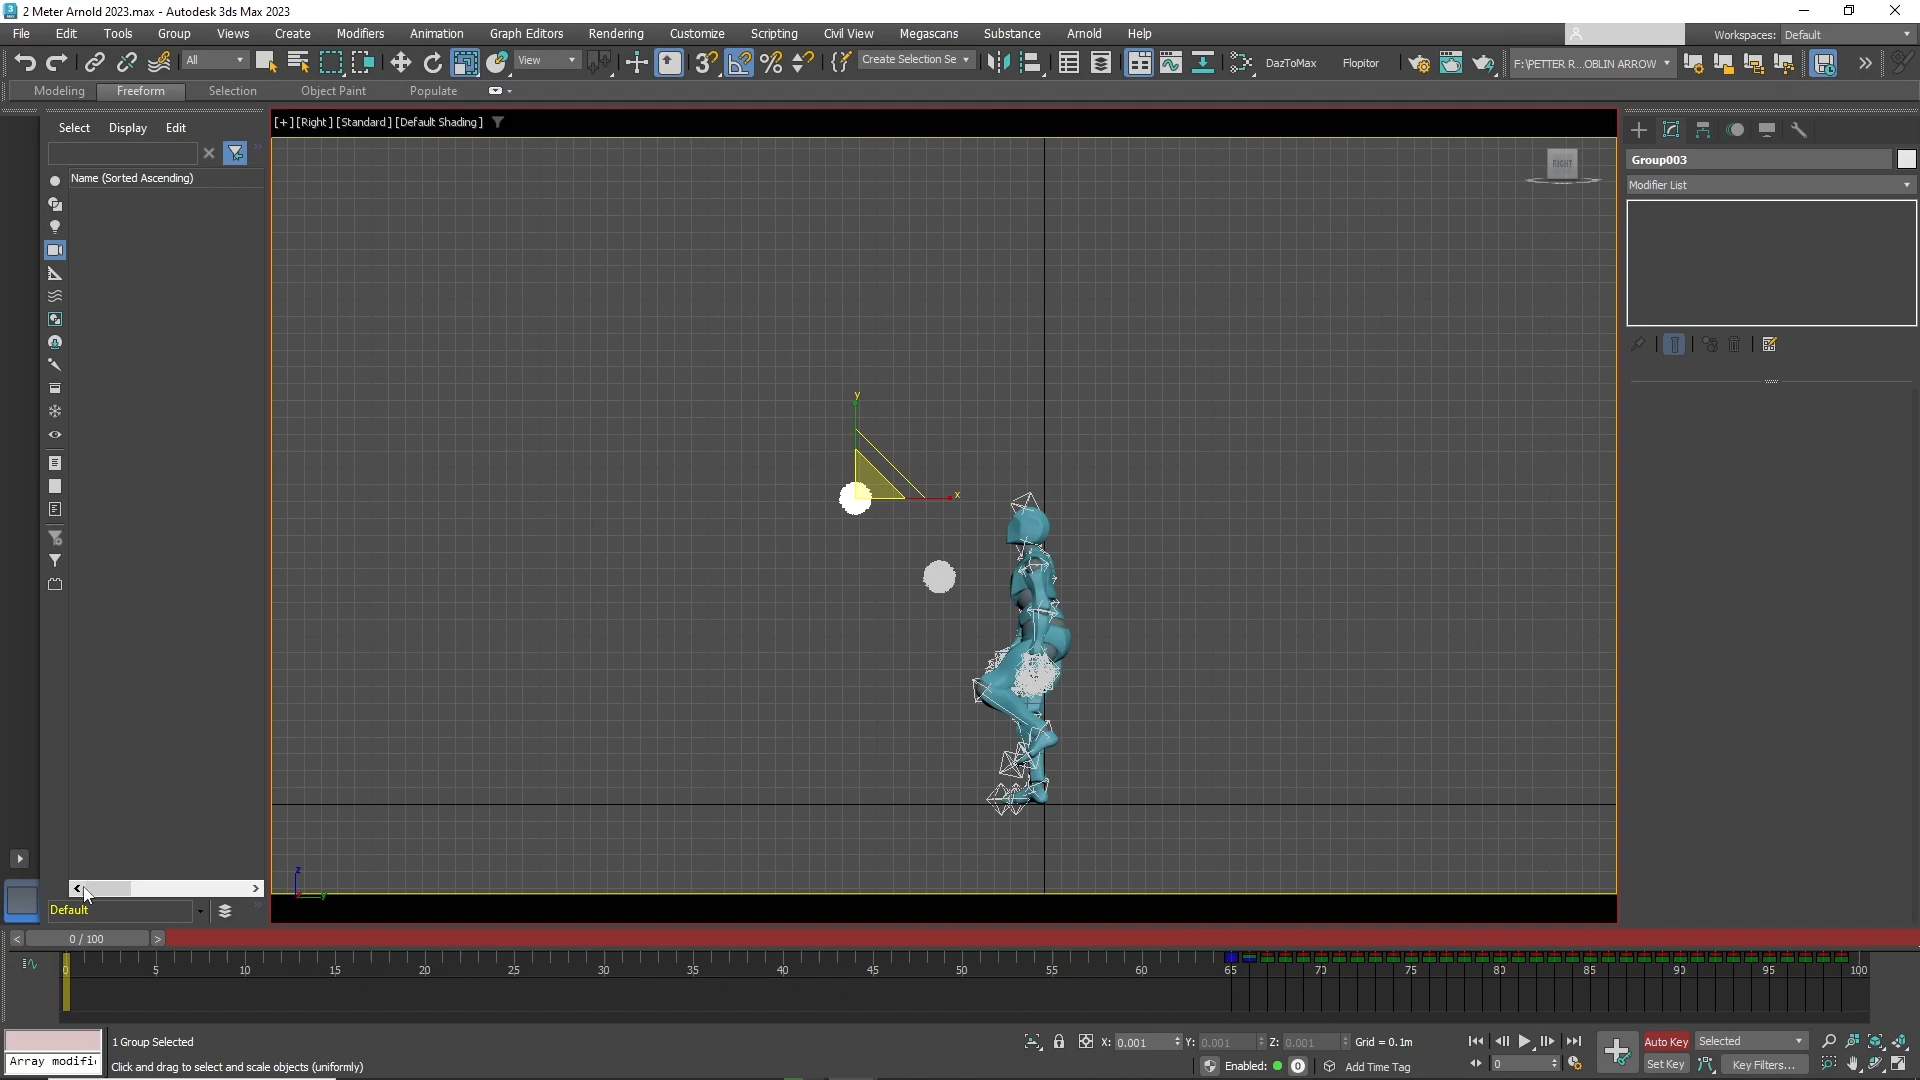 2 Meter Arnold 2023.max - Autodesk 3ds Max 2023
File Edit Tools Group Views Create Modifiers Animation Graph Editors Rendering Customize Scripting Civil View Megascans Substance Arnold Help Workspaces: Default
All View Create Selection Se DazToMax Flopitor F:\PETTER R...OBLIN ARROW
Modeling Freeform Selection Object Paint Populate
Select Display Edit
[+] [Right ] [Standard ] [Default Shading ]
RIGHT
Group003
Name (Sorted Ascending)
Modifier List
y
x
z
y
Default
< 0 / 100 >
0 5 10 15 20 25 30 35 40 45 50 55 60 65 70 75 80 85 90 95 100
1 Group Selected X: 0.001 Y: 0.001 Z: 0.001 Grid = 0.1m Auto Key Selected
Array modifi
Click and drag to select and scale objects (uniformly) Enabled: 0 Add Time Tag 0 Set Key Key Filters...